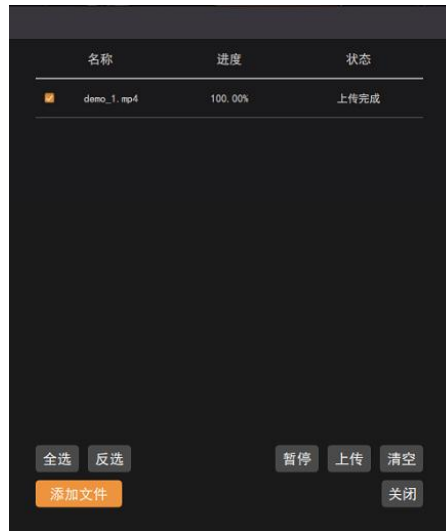 名称 进度 状态
demo_1.mp4 100.00% 上传完成
全选 反选 暂停 上传 清空
添加文件 关闭